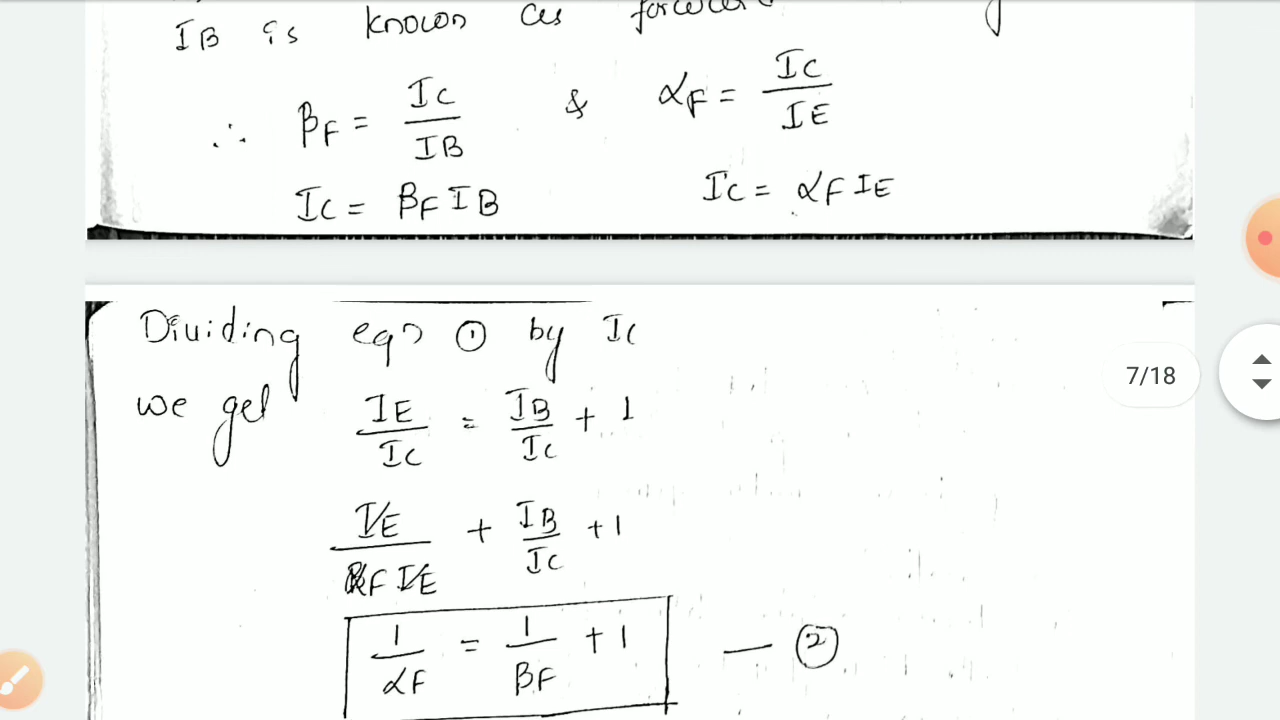 IB is known as
∴ βF = IC/IB & αF = IC/IE
IC = βF IB IC = αF IE
Dividing eqn ① by IC
we get IE/IC = IB/IC + 1
IE/αF IE + IB/IC + 1
1/αF = 1/βF + 1 — ②
7/18